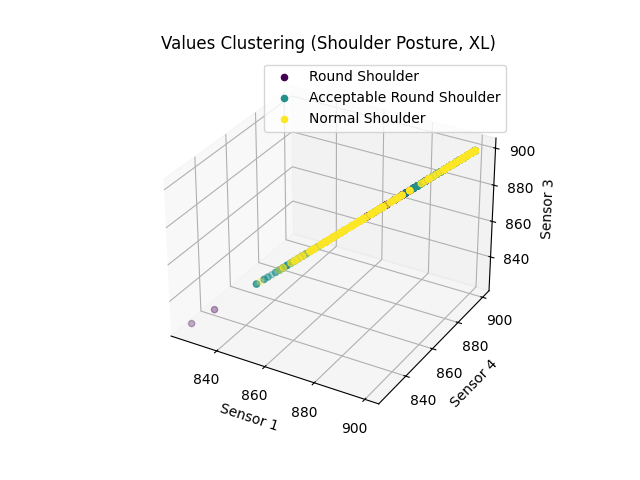 Values Clustering (Shoulder Posture, XL)
Round Shoulder
Acceptable Round Shoulder
Normal Shoulder
900
880
860
840
Sensor 3
900
880
860
840
Sensor 4
840
860
880
900
Sensor 1